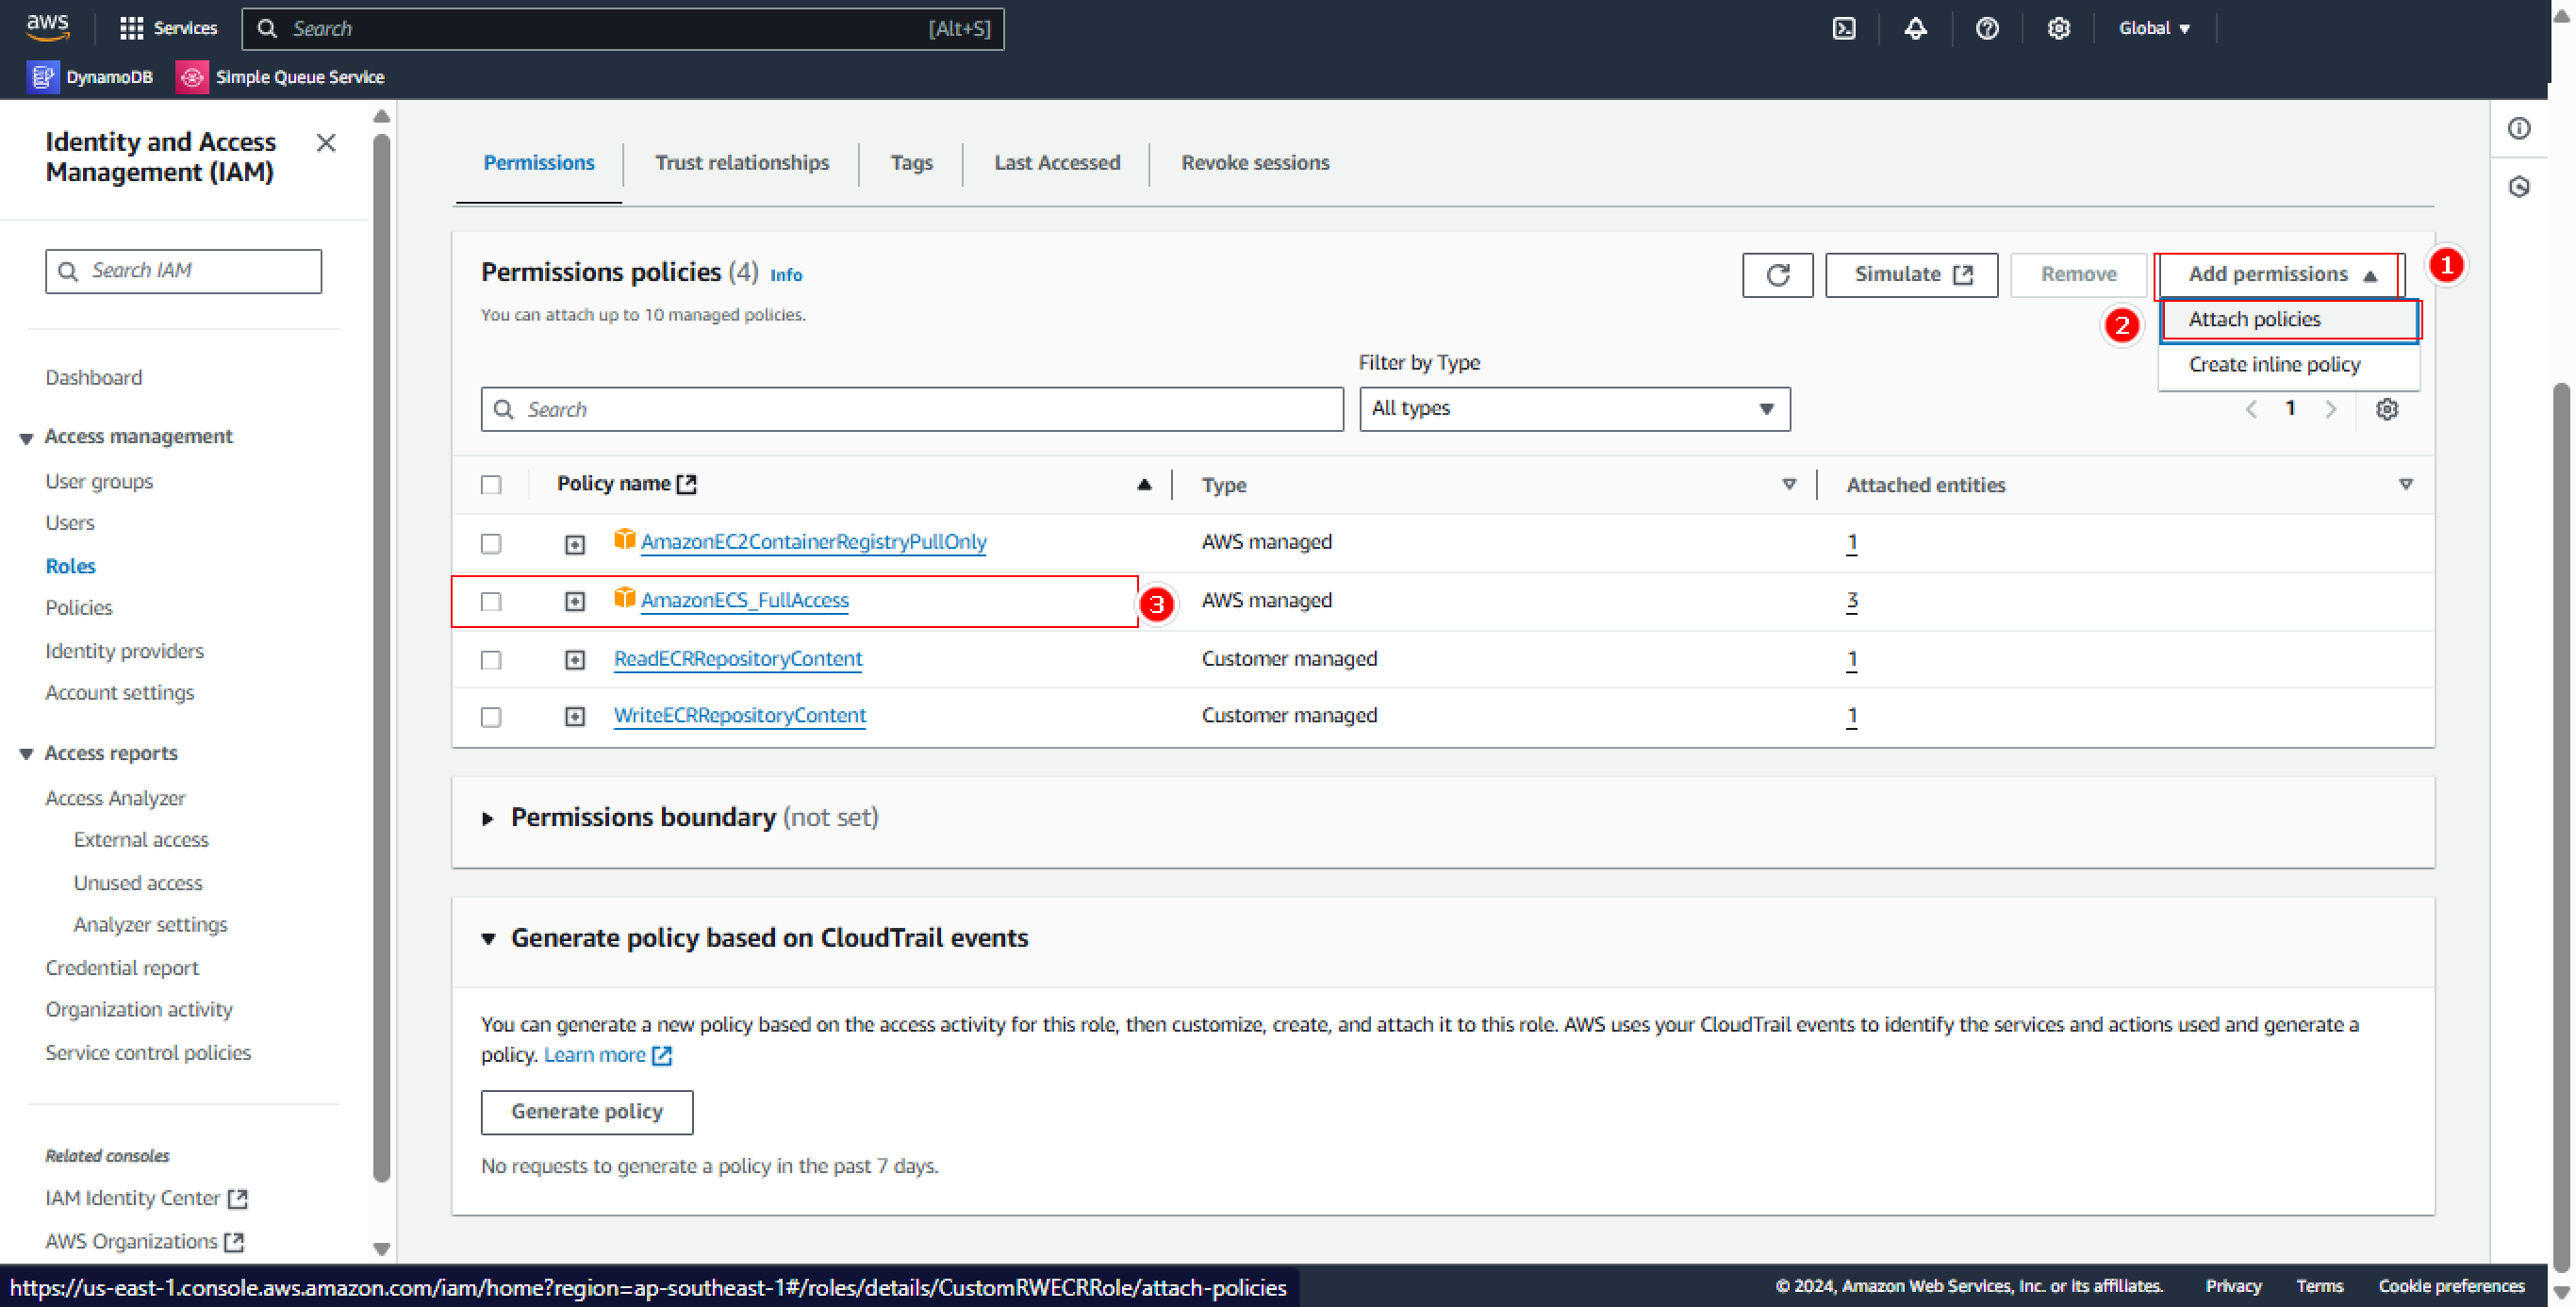 aws
Services
Search
[Alt+S]
Global
DynamoDB
Simple Queue Service
Identity and Access
Management (IAM)
Search IAM
Dashboard
Access management
User groups
Users
Roles
Policies
Identity providers
Account settings
Access reports
Access Analyzer
External access
Unused access
Analyzer settings
Credential report
Organization activity
Service control policies
Related consoles
IAM Identity Center
AWS Organizations
Permissions
Trust relationships
Tags
Last Accessed
Revoke sessions
Permissions policies (4) Info
You can attach up to 10 managed policies.
Simulate
Remove
Add permissions
1
2
Attach policies
Create inline policy
Filter by Type
Search
All types
1
Policy name
Type
Attached entities
AmazonEC2ContainerRegistryPullOnly
AWS managed
1
AmazonECS_FullAccess
3
AWS managed
3
ReadECRRepositoryContent
Customer managed
1
WriteECRRepositoryContent
Customer managed
1
Permissions boundary (not set)
Generate policy based on CloudTrail events
You can generate a new policy based on the access activity for this role, then customize, create, and attach it to this role. AWS uses your CloudTrail events to identify the services and actions used and generate a
policy. Learn more
Generate policy
No requests to generate a policy in the past 7 days.
https://us-east-1.console.aws.amazon.com/iam/home?region=ap-southeast-1#/roles/details/CustomRWECRRole/attach-policies
© 2024, Amazon Web Services, Inc. or its affiliates.
Privacy
Terms
Cookie preferences